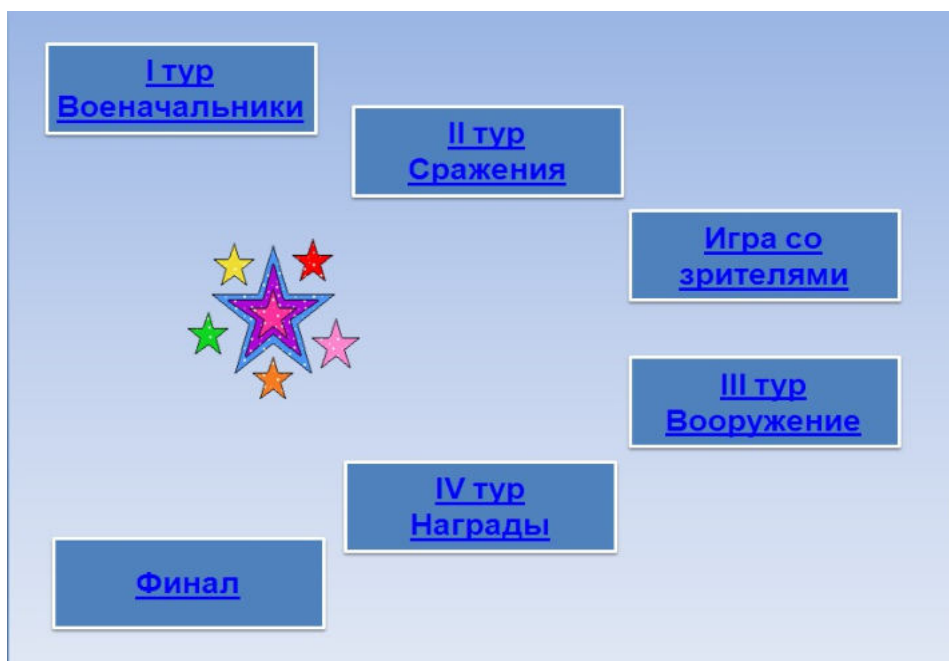 I тур
Военачальники
II тур
Сражения
Игра со
зрителями
III тур
Вооружение
IV тур
Награды
Финал